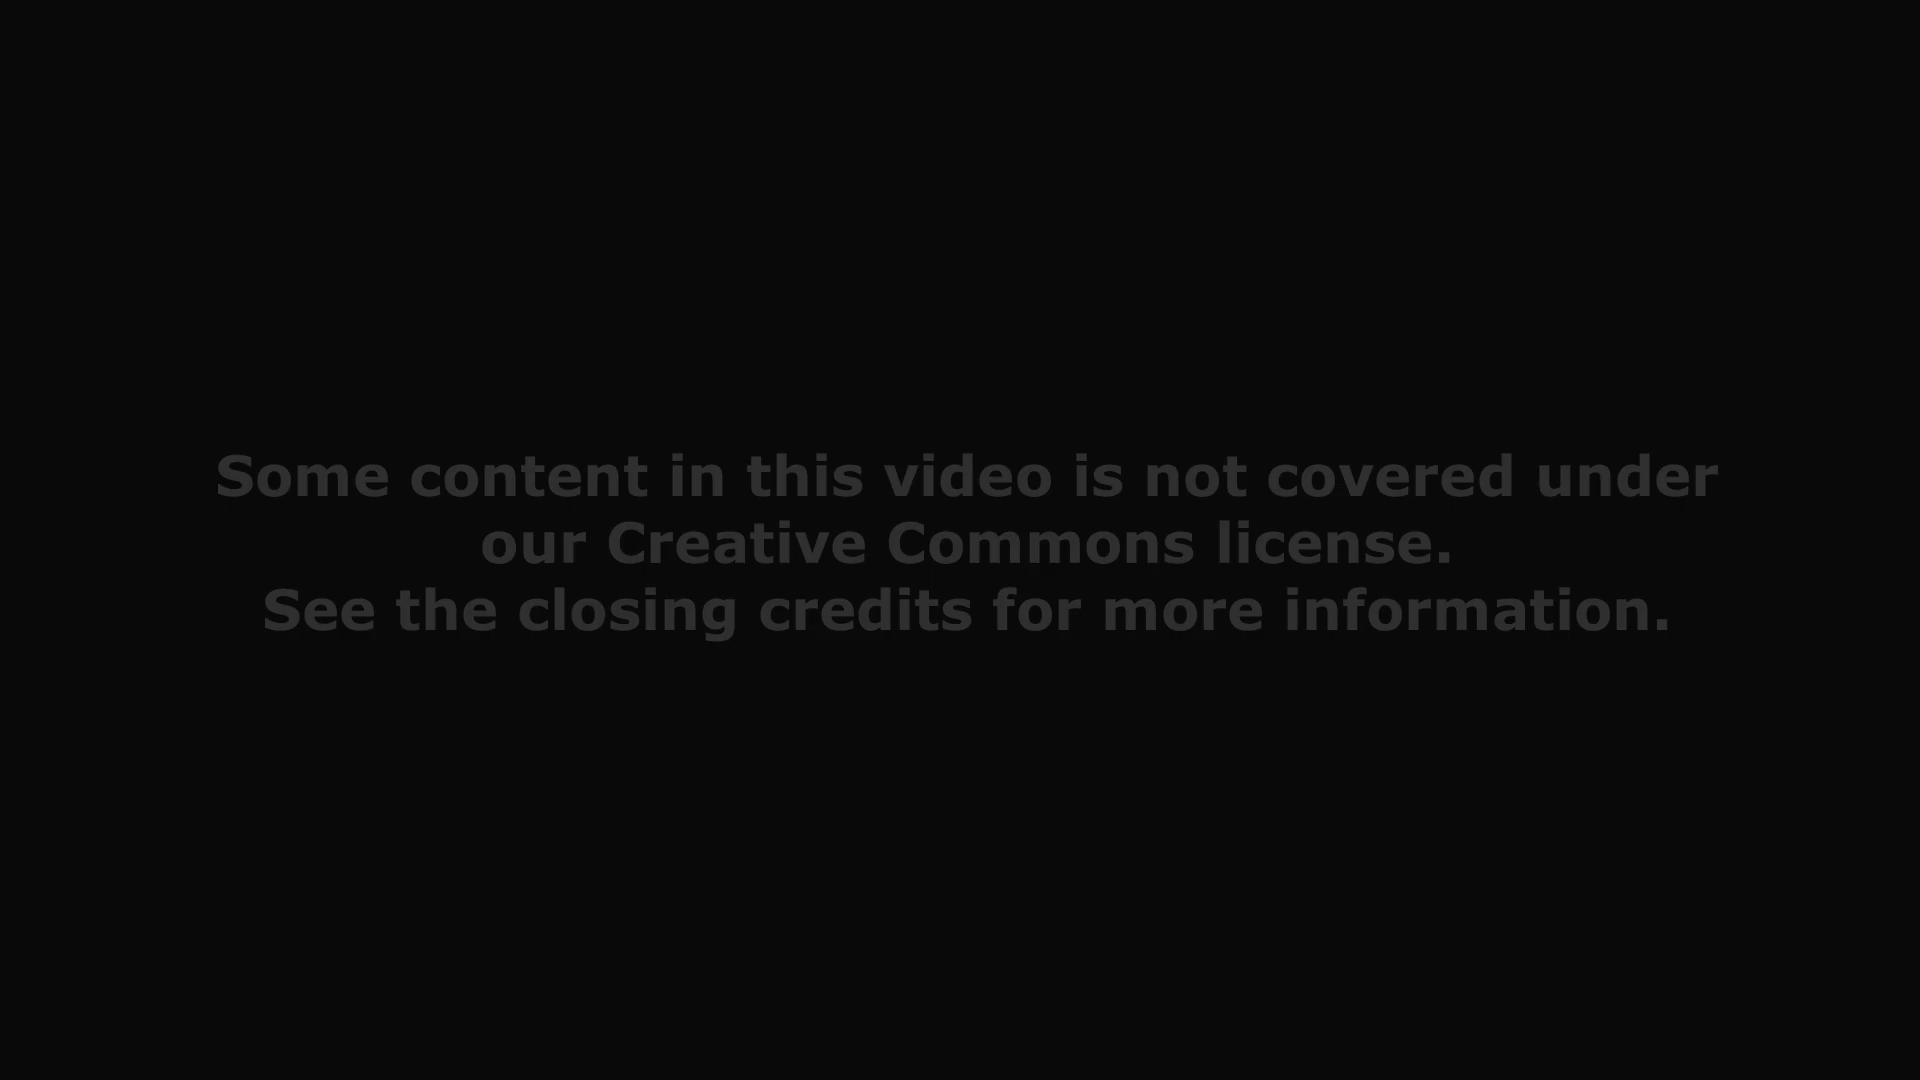 Some content in this video is not covered under
our Creative Commons license.
See the closing credits for more information.